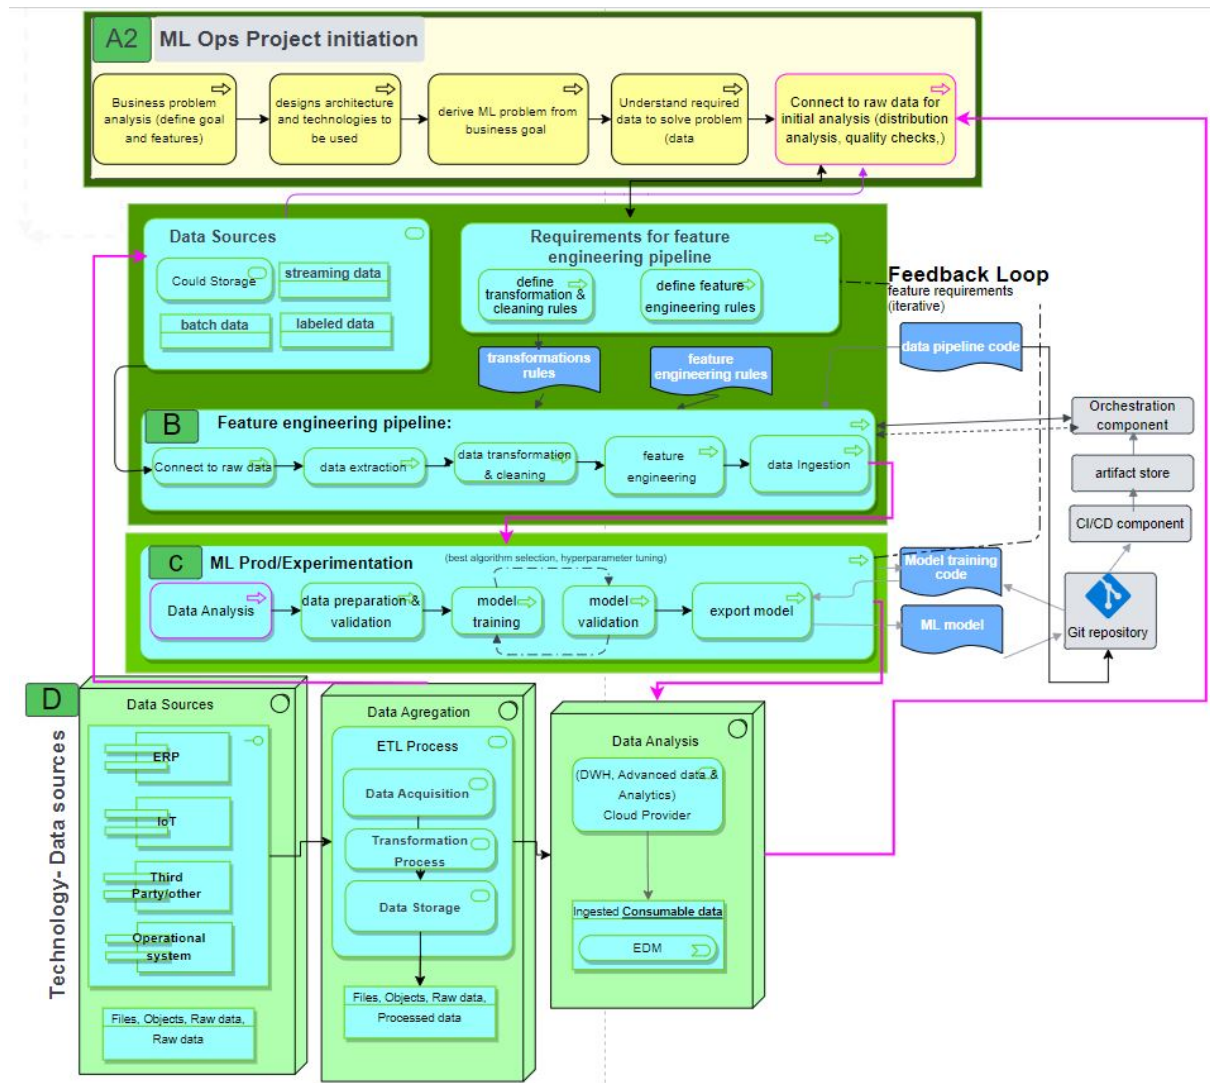 A2
ML Ops Project initiation
Business problem
analysis (define goal
and features)
designs architecture
and technologies to
be used
derive ML problem from
business goal
Understand required
data to solve problem
(data
Connect to raw data for
initial analysis (distribution
analysis, quality checks,)
Data Sources
Could Storage
streaming data
batch data
labeled data
Requirements for feature
engineering pipeline
define
transformation &
cleaning rules
define feature
engineering rules
Feedback Loop
feature requirements
(iterative)
transformations
rules
feature
engineering rules
data pipeline code
B
Feature engineering pipeline:
Connect to raw data
data extraction
data transformation
& cleaning
feature
engineering
data Ingestion
Orchestration
component
artifact store
CI/CD component
Git repository
C
ML Prod/Experimentation
(best algorithm selection, hyperparameter tuning)
Data Analysis
data preparation &
validation
model
training
model
validation
export model
Model training
code
ML model
D
Technology- Data sources
Data Sources
ERP
IoT
Third
Party/other
Operational
system
Files, Objects, Raw data,
Raw data
Data Agregation
ETL Process
Data Acquisition
Transformation
Process
Data Storage
Files, Objects, Raw data,
Processed data
Data Analysis
(DWH, Advanced data &
Analytics)
Cloud Provider
Ingested Consumable data
EDM